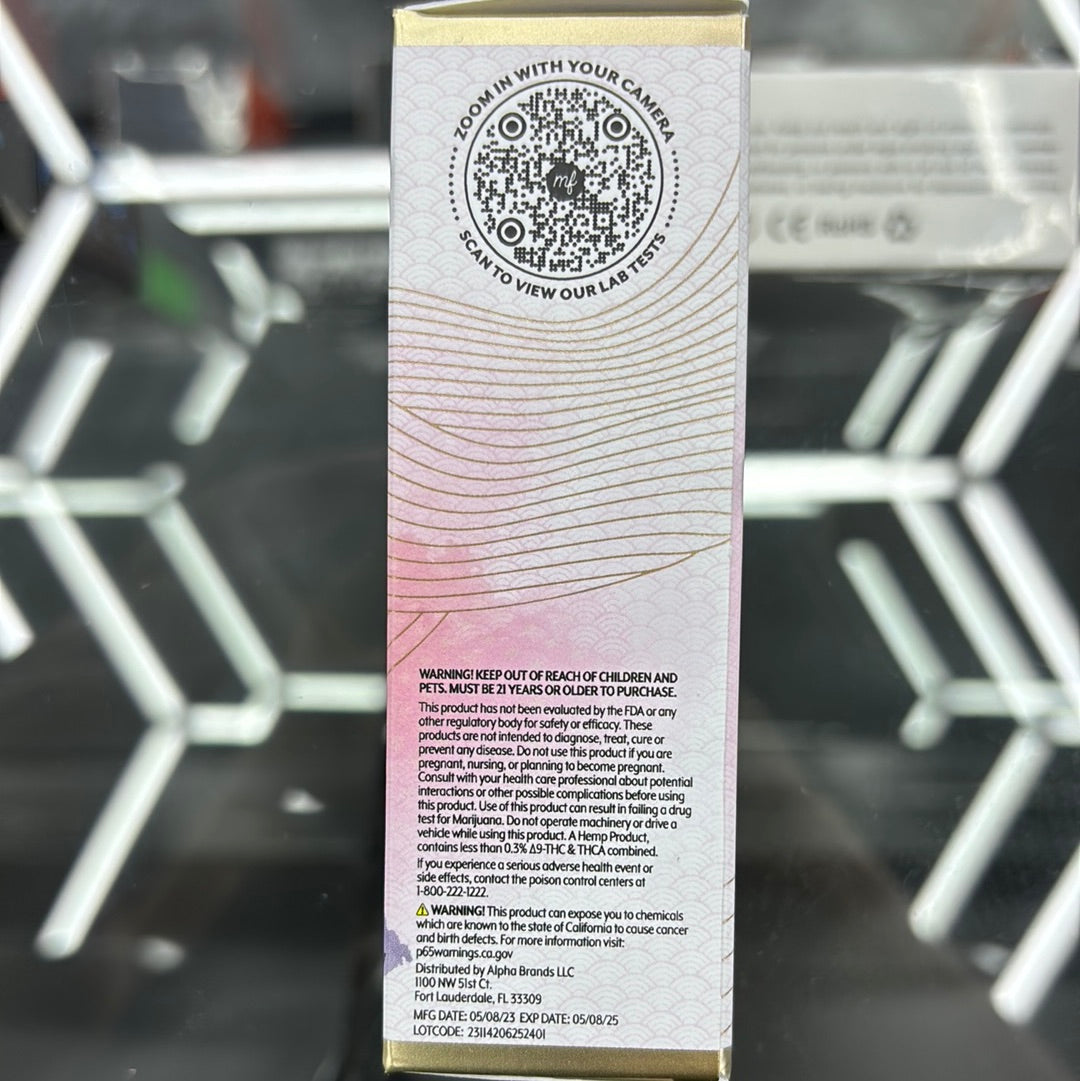 ZOOM IN WITH YOUR CAMERA
mf
SCAN TO VIEW OUR LAB TESTS
WARNING! KEEP OUT OF REACH OF CHILDREN AND
PETS. MUST BE 21 YEARS OR OLDER TO PURCHASE.
This product has not been evaluated by the FDA or any
other regulatory body for safety or efficacy. These
products are not intended to diagnose, treat, cure or
prevent any disease. Do not use this product if you are
pregnant, nursing, or planning to become pregnant.
Consult with your health care professional about potential
interactions or other possible complications before using
this product. Use of this product can result in failing a drug
test for Marijuana. Do not operate machinery or drive a
vehicle while using this product. A Hemp Product,
contains less than 0.3% Δ9-THC & THCA combined.
If you experience a serious adverse health event or
side effects, contact the poison control centers at
1-800-222-1222.
⚠ WARNING! This product can expose you to chemicals
which are known to the state of California to cause cancer
and birth defects. For more information visit:
p65warnings.ca.gov
Distributed by Alpha Brands LLC
1100 NW 51st Ct.
Fort Lauderdale, FL 33309
MFG DATE: 05/08/23 EXP DATE: 05/08/25
LOTCODE: 23114206252401
CE RoHS